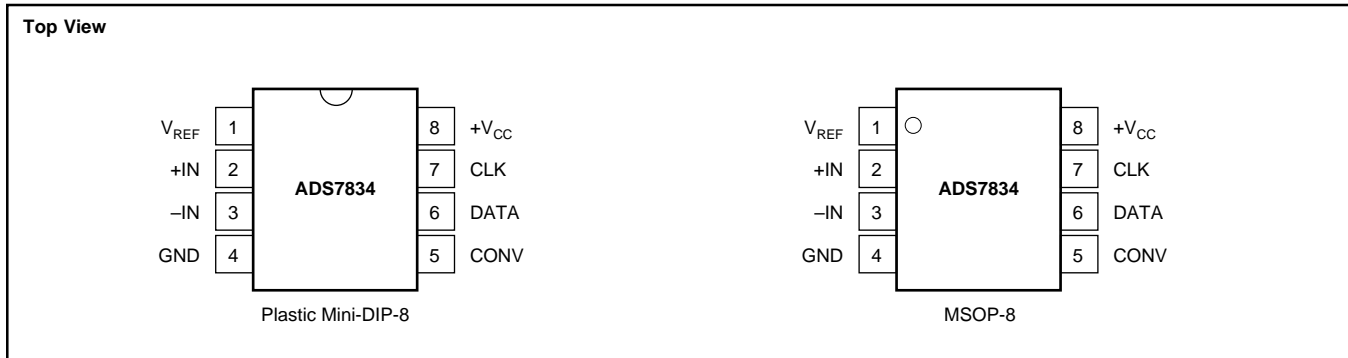 Top View
V_REF 1 8 +V_CC
+IN 2 7 CLK
–IN 3 6 DATA
GND 4 5 CONV
ADS7834
Plastic Mini-DIP-8
V_REF 1 8 +V_CC
+IN 2 7 CLK
–IN 3 6 DATA
GND 4 5 CONV
ADS7834
MSOP-8